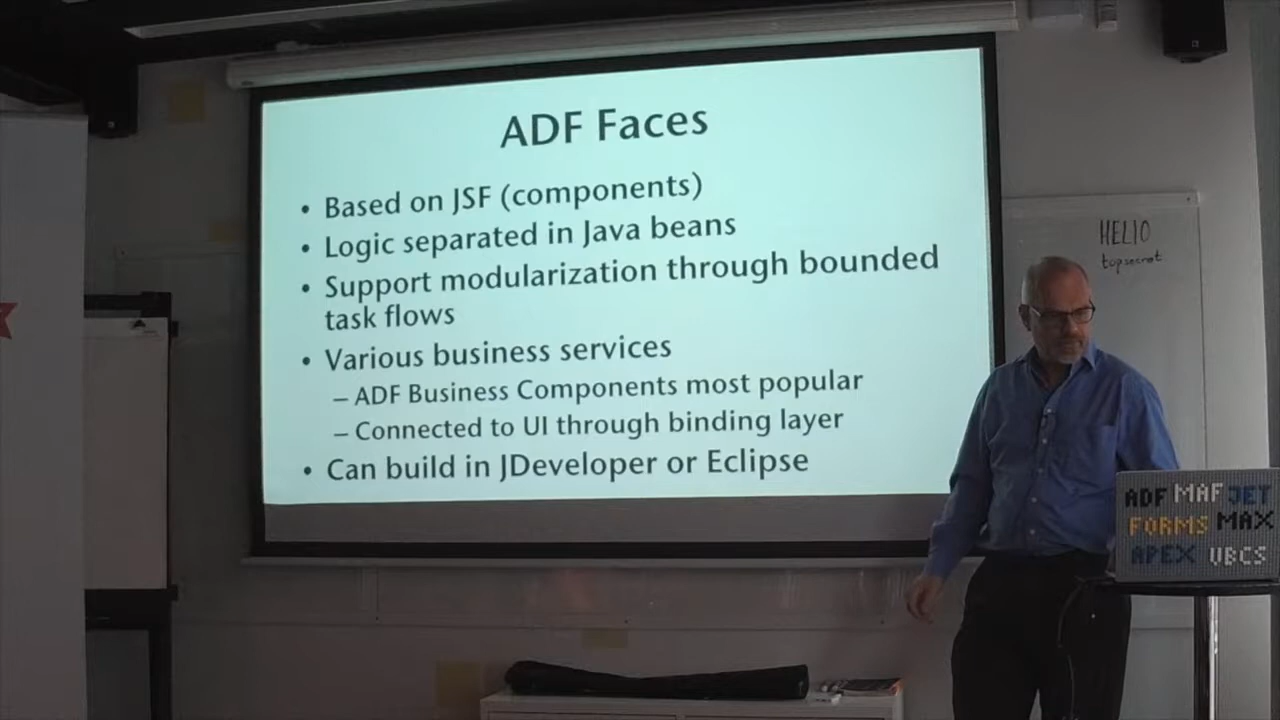 ADF Faces
• Based on JSF (components)
• Logic separated in Java beans
• Support modularization through bounded
task flows
• Various business services
– ADF Business Components most popular
– Connected to UI through binding layer
• Can build in JDeveloper or Eclipse
HELIO
topsecret
ADF MAF JET
FORMS MAX
APEX VBCS